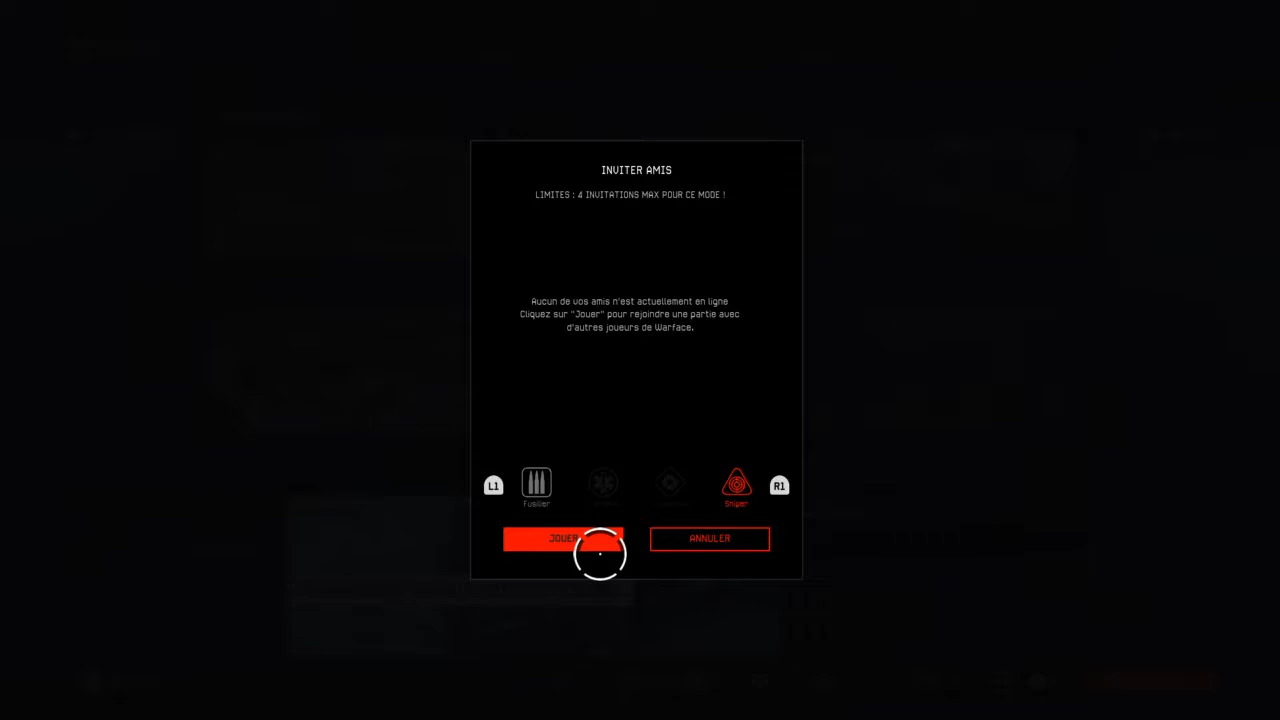 INVITER AMIS
LIMITES : 4 INVITATIONS MAX POUR CE MODE !
Aucun de vos amis n'est actuellement en ligne
Cliquez sur "Jouer" pour rejoindre une partie avec
d'autres joueurs de Warface.
L1
R1
Fusilier
Sniper
JOUER
ANNULER